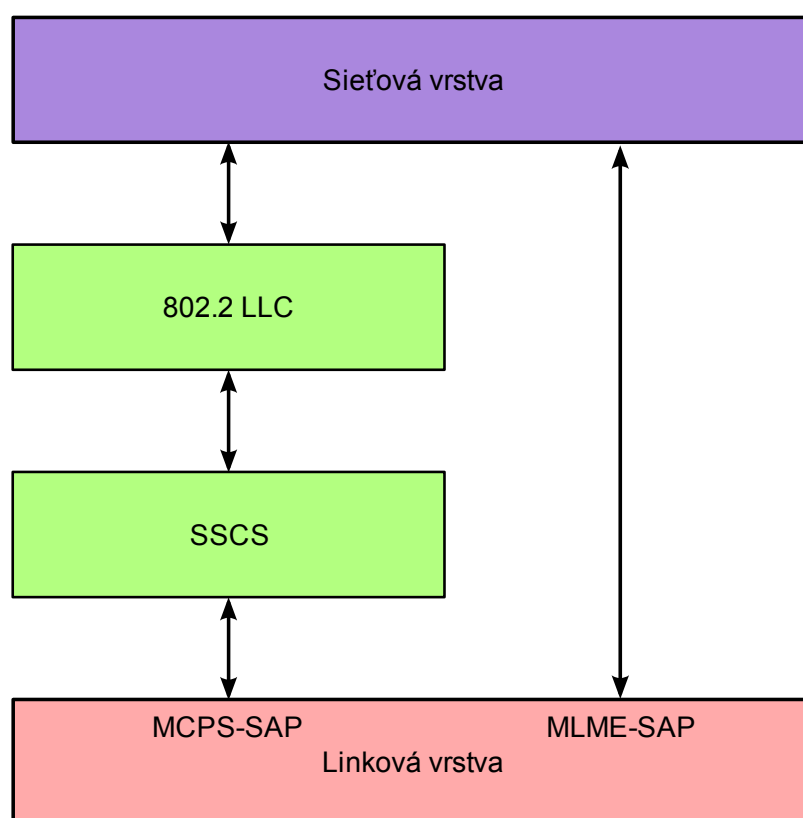 Sieťová vrstva
802.2 LLC
SSCS
MCPS-SAP MLME-SAP
Linková vrstva